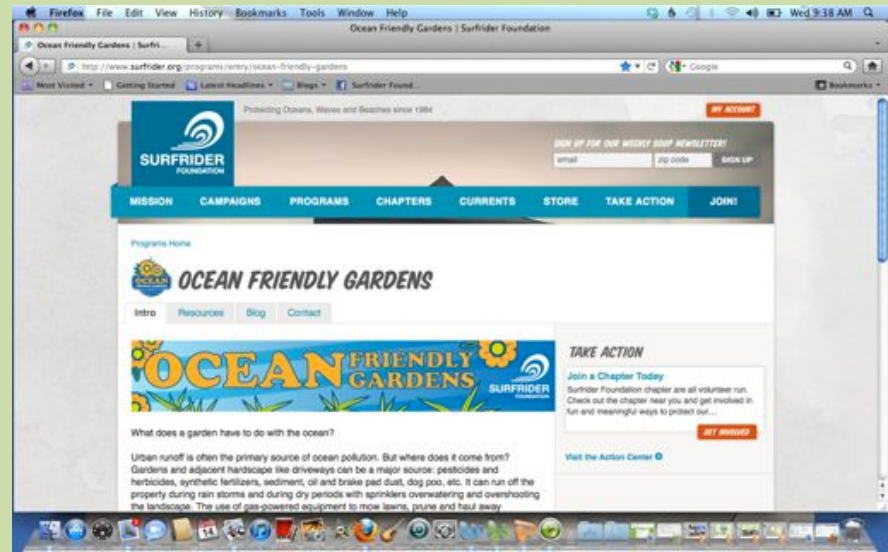 Firefox File Edit View History Bookmarks Tools Window Help Wed 9:38 AM
Ocean Friendly Gardens | Surfrider Foundation
Ocean Friendly Gardens | Surfri...
http://www.surfrider.org/programs/entry/ocean-friendly-gardens
Google
Most Visited Getting Started Latest Headlines Blogs Surfrider Found... Bookmarks
Protecting Oceans, Waves and Beaches since 1984
MY ACCOUNT
SURFRIDER
FOUNDATION
SIGN UP FOR OUR WEEKLY SOUP NEWSLETTER!
email zip code SIGN UP
MISSION CAMPAIGNS PROGRAMS CHAPTERS CURRENTS STORE TAKE ACTION JOIN!
Programs Home
OCEAN FRIENDLY GARDENS
Intro Resources Blog Contact
OCEAN FRIENDLY
GARDENS
SURFRIDER
FOUNDATION
What does a garden have to do with the ocean?
Urban runoff is often the primary source of ocean pollution. But where does it come from?
Gardens and adjacent hardscape like driveways can be a major source: pesticides and
herbicides, synthetic fertilizers, sediment, oil and brake pad dust, dog poo, etc. It can run off the
property during rain storms and during dry periods with sprinklers overwatering and overshooting
the landscape. The use of gas-powered equipment to mow lawns, prune and haul away
TAKE ACTION
Join a Chapter Today
Surfrider Foundation chapter are all volunteer run.
Check out the chapter near you and get involved in
fun and meaningful ways to protect our...
GET INVOLVED
Visit the Action Center